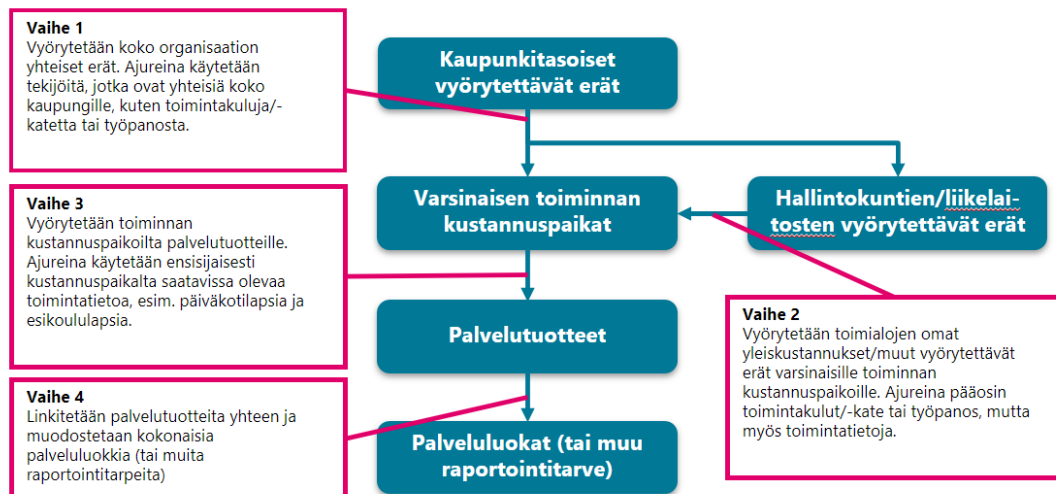 Vaihe 1
Vyörytetään koko organisaation
yhteiset erät. Ajureina käytetään
tekijöitä, jotka ovat yhteisiä koko
kaupungille, kuten toimintakuluja/-
katetta tai työpanosta.
Kaupunkitasoiset
vyörytettävät erät
Vaihe 3
Vyörytetään toiminnan
kustannuspaikoilta palvelutuotteille.
Ajureina käytetään ensisijaisesti
kustannuspaikalta saatavissa olevaa
toimintatietoa, esim. päiväkotilapsia ja
esikoululapsia.
Varsinaisen toiminnan
kustannuspaikat
Hallintokuntien/liikelai-
tosten vyörytettävät erät
Palvelutuotteet
Vaihe 2
Vyörytetään toimialojen omat
yleiskustannukset/muut vyörytettävät
erät varsinaisille toiminnan
kustannuspaikoille. Ajureina pääosin
toimintakulut/-kate tai työpanos, mutta
myös toimintatietoja.
Vaihe 4
Linkitetään palvelutuotteita yhteen ja
muodostetaan kokonaisia
palveluluokkia (tai muita
raportointitarpeita)
Palveluluokat (tai muu
raportointitarve)